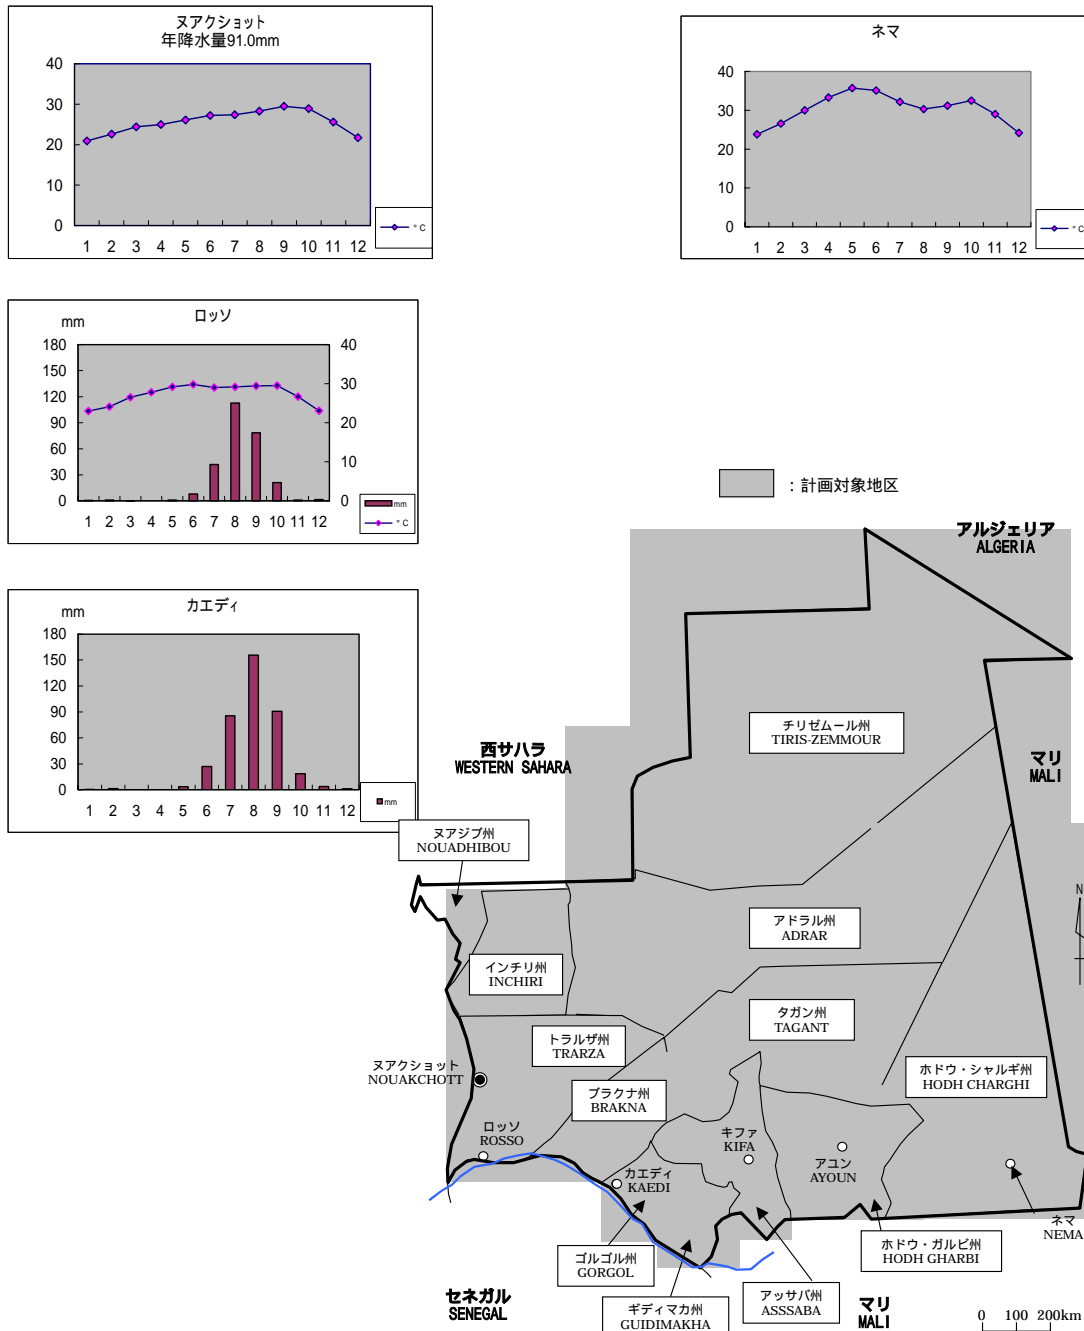 ヌアクショット
年降水量91.0mm
40
30
20
10
0
1 2 3 4 5 6 7 8 9 10 11 12
°C
ネマ
40
30
20
10
0
1 2 3 4 5 6 7 8 9 10 11 12
°C
ロッソ
mm
180
150
120
90
60
30
0
40
30
20
10
0
1 2 3 4 5 6 7 8 9 10 11 12
mm
°C
カエディ
mm
180
150
120
90
60
30
0
1 2 3 4 5 6 7 8 9 10 11 12
mm
：計画対象地区
アルジェリア
ALGERIA
チリゼムール州
TIRIS-ZEMMOUR
西サハラ
WESTERN SAHARA
マリ
MALI
ヌアジブ州
NOUADHIBOU
N
アドラル州
ADRAR
インチリ州
INCHIRI
タガン州
TAGANT
トラルザ州
TRARZA
ヌアクショット
NOUAKCHOTT
ホドウ・シャルギ州
HODH CHARGHI
ブラクナ州
BRAKNA
ロッソ
ROSSO
キファ
KIFA
アユン
AYOUN
カエディ
KAEDI
ネマ
NEMA
ゴルゴル州
GORGOL
ホドウ・ガルビ州
HODH GHARBI
セネガル
SENEGAL
ギディマカ州
GUIDIMAKHA
アッサバ州
ASSSABA
マリ
MALI
0 100 200km